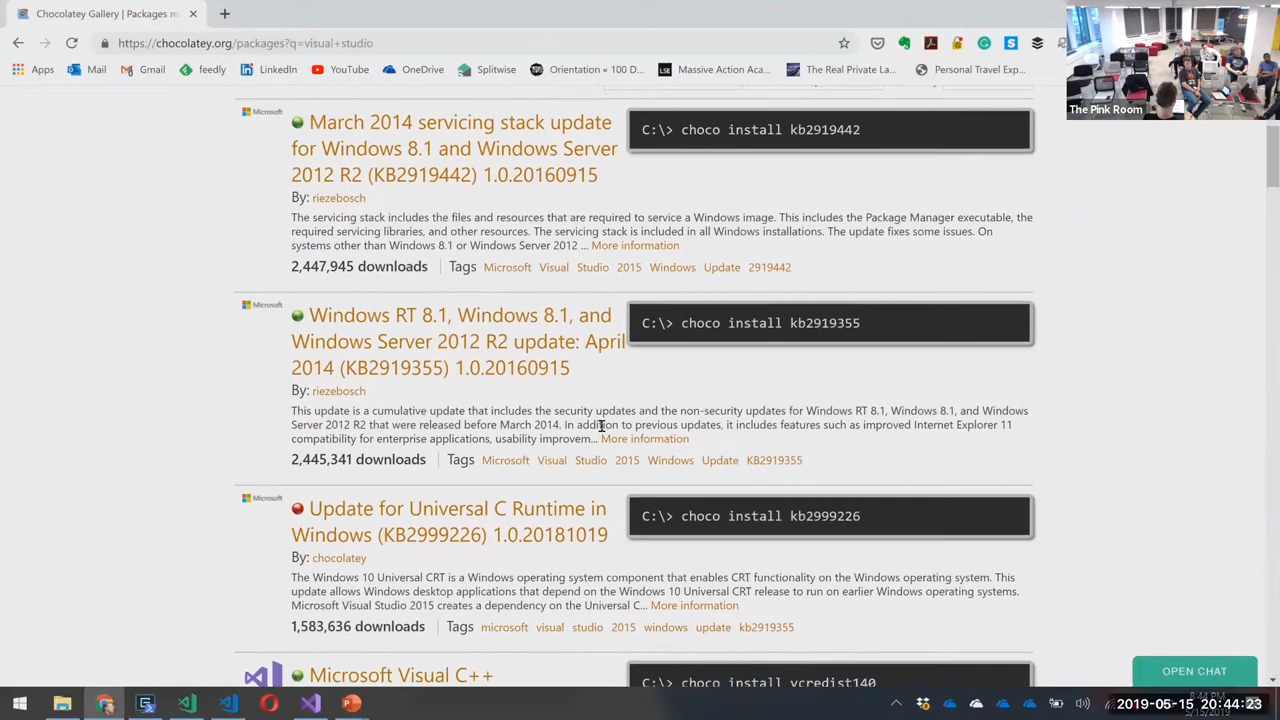 Chocolatey Gallery | Packages m
https://chocolatey.org/packages?q=visual+studio
Apps
Mail
Gmail
feedly
LinkedIn
YouTube
Splitwise
Orientation « 100 D...
Massive Action Aca...
The Real Private La...
Personal Travel Exp...
The Pink Room
Microsoft
March 2014 servicing stack update
for Windows 8.1 and Windows Server
2012 R2 (KB2919442) 1.0.20160915
C:\> choco install kb2919442
By: riezebosch
The servicing stack includes the files and resources that are required to service a Windows image. This includes the Package Manager executable, the
required servicing libraries, and other resources. The servicing stack is included in all Windows installations. The update fixes some issues. On
systems other than Windows 8.1 or Windows Server 2012 ... More information
2,447,945 downloads | Tags Microsoft Visual Studio 2015 Windows Update 2919442
Microsoft
Windows RT 8.1, Windows 8.1, and
Windows Server 2012 R2 update: April
2014 (KB2919355) 1.0.20160915
C:\> choco install kb2919355
By: riezebosch
This update is a cumulative update that includes the security updates and the non-security updates for Windows RT 8.1, Windows 8.1, and Windows
Server 2012 R2 that were released before March 2014. In addition to previous updates, it includes features such as improved Internet Explorer 11
compatibility for enterprise applications, usability improvem... More information
2,445,341 downloads | Tags Microsoft Visual Studio 2015 Windows Update KB2919355
Microsoft
Update for Universal C Runtime in
Windows (KB2999226) 1.0.20181019
C:\> choco install kb2999226
By: chocolatey
The Windows 10 Universal CRT is a Windows operating system component that enables CRT functionality on the Windows operating system. This
update allows Windows desktop applications that depend on the Windows 10 Universal CRT release to run on earlier Windows operating systems.
Microsoft Visual Studio 2015 creates a dependency on the Universal C... More information
1,583,636 downloads | Tags microsoft visual studio 2015 windows update kb2919355
Microsoft Visual C++
C:\> choco install vcredist140
OPEN CHAT
8:44 PM
2019-05-15 20:44:23
5/15/2019